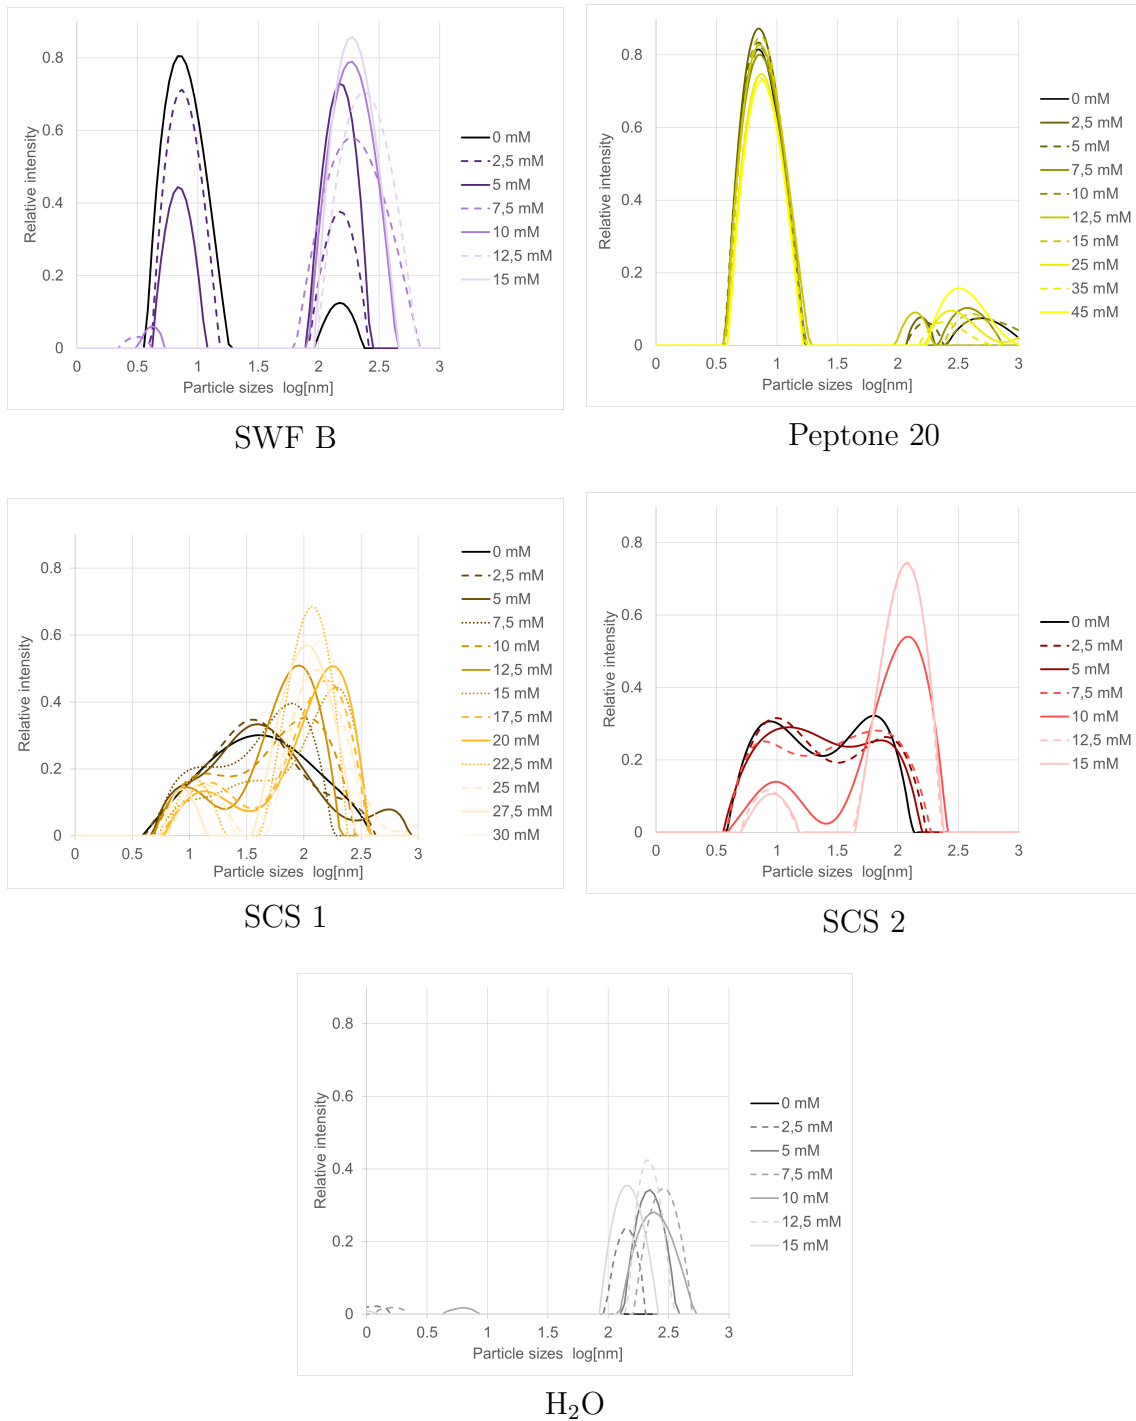 0.8
0.6
0.4
0.2
0
Relative intensity
0 0.5 1 1.5 2 2.5 3
Particle sizes log[nm]
0 mM
2,5 mM
5 mM
7,5 mM
10 mM
12,5 mM
15 mM
SWF B
0.8
0.6
0.4
0.2
0
Relative intensity
0 0.5 1 1.5 2 2.5 3
Particle sizes log[nm]
0 mM
2,5 mM
5 mM
7,5 mM
10 mM
12,5 mM
15 mM
25 mM
35 mM
45 mM
Peptone 20
0.8
0.6
0.4
0.2
0
Relative intensity
0 0.5 1 1.5 2 2.5 3
Particle sizes log[nm]
0 mM
2,5 mM
5 mM
7,5 mM
10 mM
12,5 mM
15 mM
17,5 mM
20 mM
22,5 mM
25 mM
27,5 mM
30 mM
SCS 1
0.8
0.6
0.4
0.2
0
Relative intensity
0 0.5 1 1.5 2 2.5 3
Particle sizes log[nm]
0 mM
2,5 mM
5 mM
7,5 mM
10 mM
12,5 mM
15 mM
SCS 2
0.8
0.6
0.4
0.2
0
Relative intensity
0 0.5 1 1.5 2 2.5 3
Particle sizes log[nm]
0 mM
2,5 mM
5 mM
7,5 mM
10 mM
12,5 mM
15 mM
H₂O